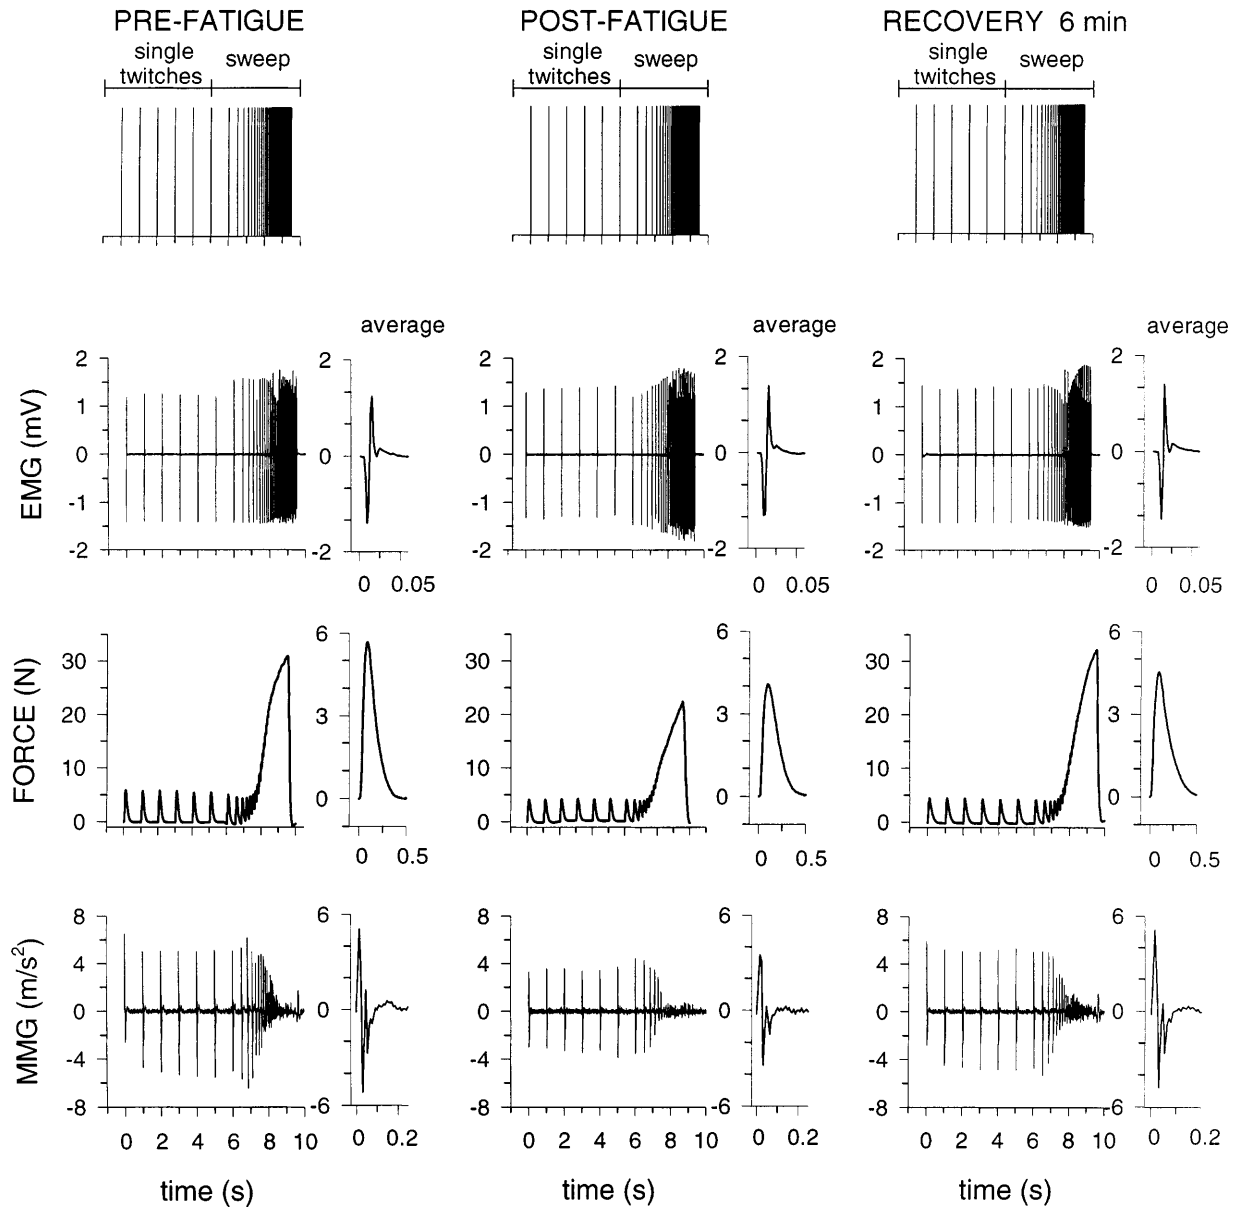 PRE-FATIGUE POST-FATIGUE RECOVERY 6 min
single twitches sweep single twitches sweep single twitches sweep
average average average
EMG (mV)
2 1 0 -1 -2
2 0 -2
0 0.05
2 1 0 -1 -2
2 0 -2
0 0.05
2 1 0 -1 -2
2 0 -2
0 0.05
FORCE (N)
30 20 10 0
6 3 0
0 0.5
30 20 10 0
6 3 0
0 0.5
30 20 10 0
6 3 0
0 0.5
MMG (m/s²)
8 4 0 -4 -8
6 0 -6
8 4 0 -4 -8
6 0 6
8 4 0 -4 -8
6 0 6
0 2 4 6 8 10 0 0.2 0 2 4 6 8 10 0 0.2 0 2 4 6 8 10 0 0.2
time (s) time (s) time (s)